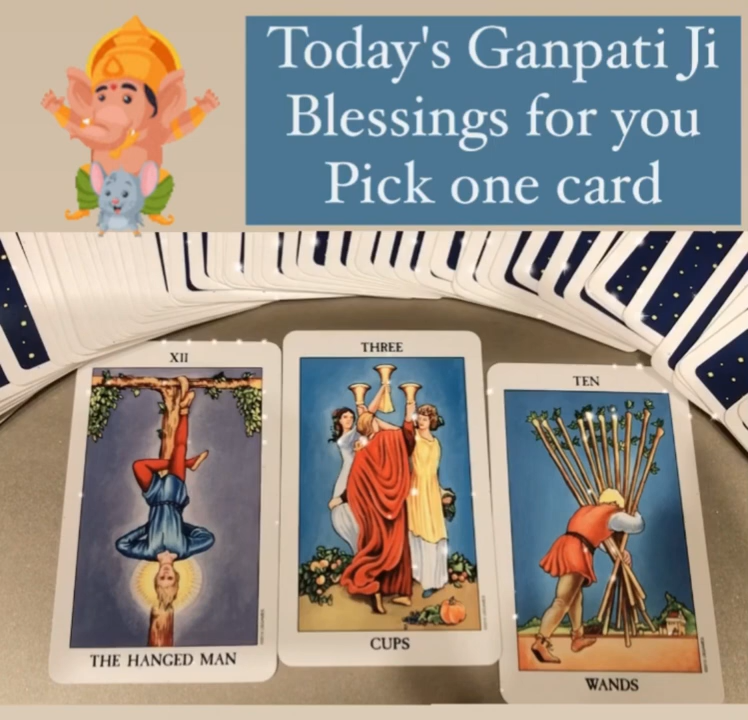 Today's Ganpati Ji
Blessings for you
Pick one card
XII
THE HANGED MAN
THREE
CUPS
TEN
WANDS